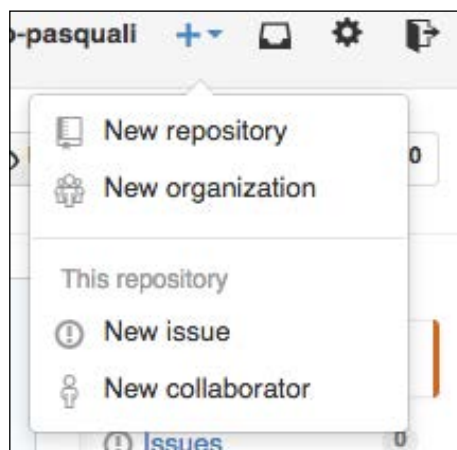 o-pasquali
New repository
0
New organization
This repository
New issue
New collaborator
Issues 0